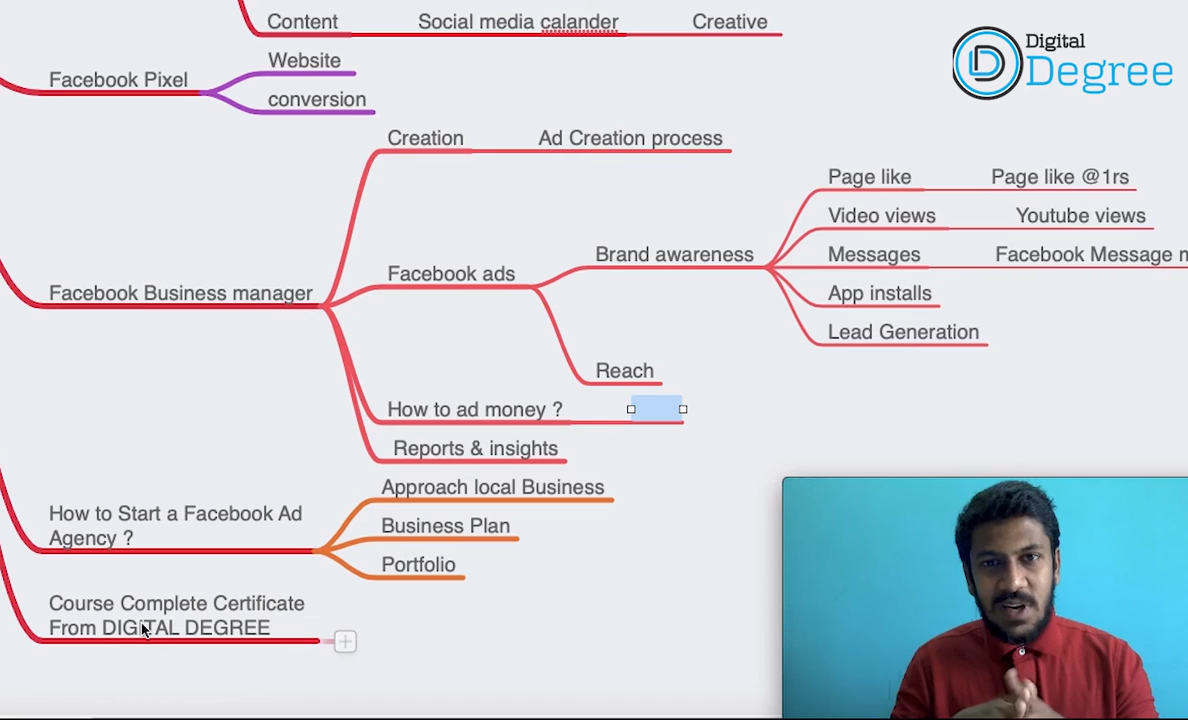 Content
Social media calander
Creative
Digital
Degree
Facebook Pixel
Website
conversion
Facebook Business manager
Creation
Ad Creation process
Facebook ads
Brand awareness
Page like
Page like @1rs
Video views
Youtube views
Messages
Facebook Message
App installs
Lead Generation
Reach
How to ad money ?
Reports & insights
How to Start a Facebook Ad
Agency ?
Approach local Business
Business Plan
Portfolio
Course Complete Certificate
From DIGITAL DEGREE